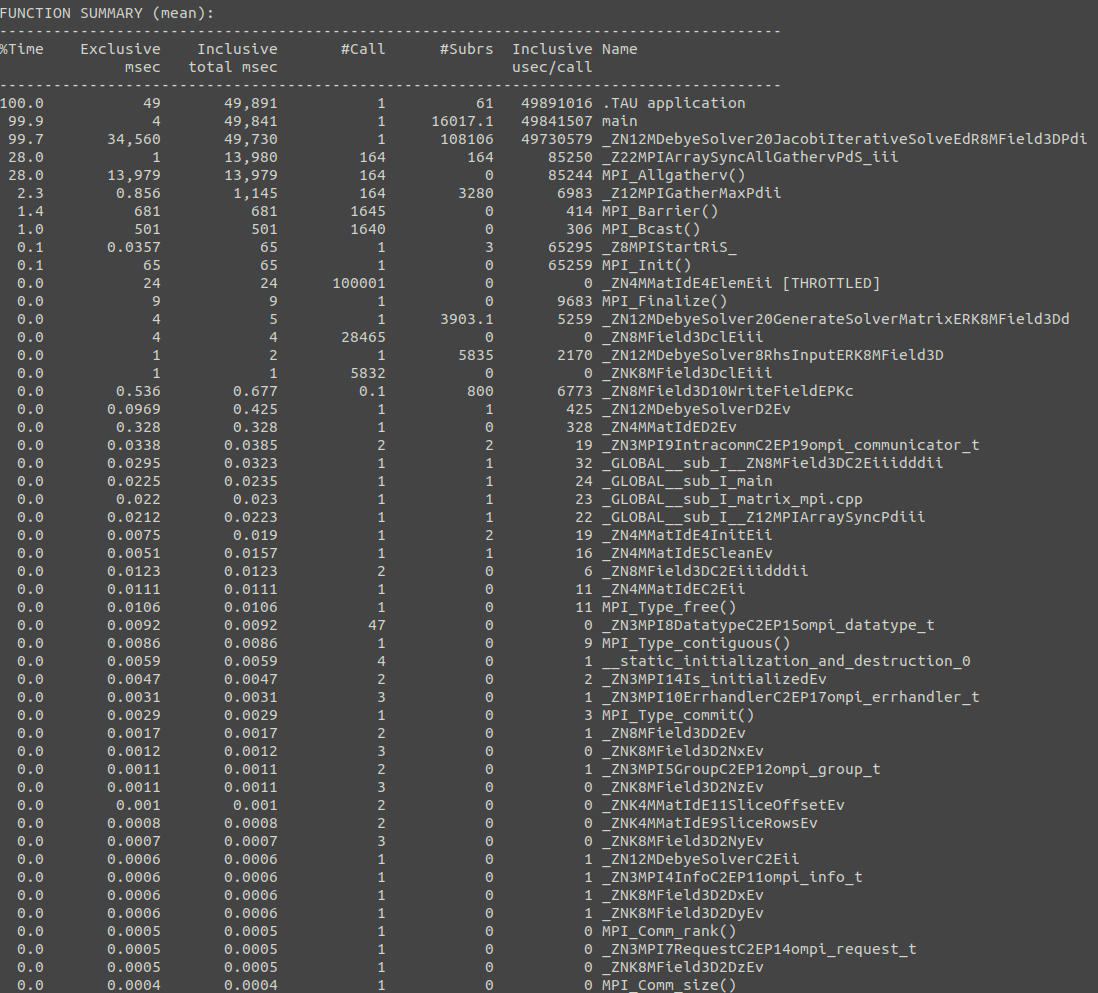 FUNCTION SUMMARY (mean):
---------------------------------------------------------------------------------------
%Time    Exclusive    Inclusive       #Call      #Subrs  Inclusive Name
              msec   total msec                          usec/call
---------------------------------------------------------------------------------------
100.0           49       49,891           1          61   49891016 .TAU application
 99.9            4       49,841           1     16017.1   49841507 main
 99.7       34,560       49,730           1      108106   49730579 _ZN12MDebyeSolver20JacobiIterativeSolveEdR8MField3DPdi
 28.0            1       13,980         164         164      85250 _Z22MPIArraySyncAllGathervPdS_iii
 28.0       13,979       13,979         164           0      85244 MPI_Allgatherv()
  2.3        0.856        1,145         164        3280       6983 _Z12MPIGatherMaxPdii
  1.4          681          681        1645           0        414 MPI_Barrier()
  1.0          501          501        1640           0        306 MPI_Bcast()
  0.1       0.0357           65           1           3      65295 _Z8MPIStartRiS_
  0.1           65           65           1           0      65259 MPI_Init()
  0.0           24           24      100001           0          0 _ZN4MMatIdE4ElemEii [THROTTLED]
  0.0            9            9           1           0       9683 MPI_Finalize()
  0.0            4            5           1      3903.1       5259 _ZN12MDebyeSolver20GenerateSolverMatrixERK8MField3Dd
  0.0            4            4       28465           0          0 _ZN8MField3DclEiii
  0.0            1            2           1        5835       2170 _ZN12MDebyeSolver8RhsInputERK8MField3D
  0.0            1            1        5832           0          0 _ZNK8MField3DclEiii
  0.0        0.536        0.677         0.1         800       6773 _ZN8MField3D10WriteFieldEPKc
  0.0       0.0969        0.425           1           1        425 _ZN12MDebyeSolverD2Ev
  0.0        0.328        0.328           1           0        328 _ZN4MMatIdED2Ev
  0.0       0.0338       0.0385           2           2         19 _ZN3MPI9IntracommC2EP19ompi_communicator_t
  0.0       0.0295       0.0323           1           1         32 _GLOBAL__sub_I__ZN8MField3DC2Eiiidddii
  0.0       0.0225       0.0235           1           1         24 _GLOBAL__sub_I_main
  0.0        0.022        0.023           1           1         23 _GLOBAL__sub_I_matrix_mpi.cpp
  0.0       0.0212       0.0223           1           1         22 _GLOBAL__sub_I__Z12MPIArraySyncPdiii
  0.0       0.0075        0.019           1           2         19 _ZN4MMatIdE4InitEii
  0.0       0.0051       0.0157           1           1         16 _ZN4MMatIdE5CleanEv
  0.0       0.0123       0.0123           2           0          6 _ZN8MField3DC2Eiiidddii
  0.0       0.0111       0.0111           1           0         11 _ZN4MMatIdEC2Eii
  0.0       0.0106       0.0106           1           0         11 MPI_Type_free()
  0.0       0.0092       0.0092          47           0          0 _ZN3MPI8DatatypeC2EP15ompi_datatype_t
  0.0       0.0086       0.0086           1           0          9 MPI_Type_contiguous()
  0.0       0.0059       0.0059           4           0          1 __static_initialization_and_destruction_0
  0.0       0.0047       0.0047           2           0          2 _ZN3MPI14Is_initializedEv
  0.0       0.0031       0.0031           3           0          1 _ZN3MPI10ErrhandlerC2EP17ompi_errhandler_t
  0.0       0.0029       0.0029           1           0          3 MPI_Type_commit()
  0.0       0.0017       0.0017           2           0          1 _ZN8MField3DD2Ev
  0.0       0.0012       0.0012           3           0          0 _ZNK8MField3D2NxEv
  0.0       0.0011       0.0011           2           0          1 _ZN3MPI5GroupC2EP12ompi_group_t
  0.0       0.0011       0.0011           3           0          0 _ZNK8MField3D2NzEv
  0.0        0.001        0.001           2           0          0 _ZNK4MMatIdE11SliceOffsetEv
  0.0       0.0008       0.0008           2           0          0 _ZNK4MMatIdE9SliceRowsEv
  0.0       0.0007       0.0007           3           0          0 _ZNK8MField3D2NyEv
  0.0       0.0006       0.0006           1           0          1 _ZN12MDebyeSolverC2Eii
  0.0       0.0006       0.0006           1           0          1 _ZN3MPI4InfoC2EP11ompi_info_t
  0.0       0.0006       0.0006           1           0          1 _ZNK8MField3D2DxEv
  0.0       0.0006       0.0006           1           0          1 _ZNK8MField3D2DyEv
  0.0       0.0005       0.0005           1           0          0 MPI_Comm_rank()
  0.0       0.0005       0.0005           1           0          0 _ZN3MPI7RequestC2EP14ompi_request_t
  0.0       0.0005       0.0005           1           0          0 _ZNK8MField3D2DzEv
  0.0       0.0004       0.0004           1           0          0 MPI_Comm_size()